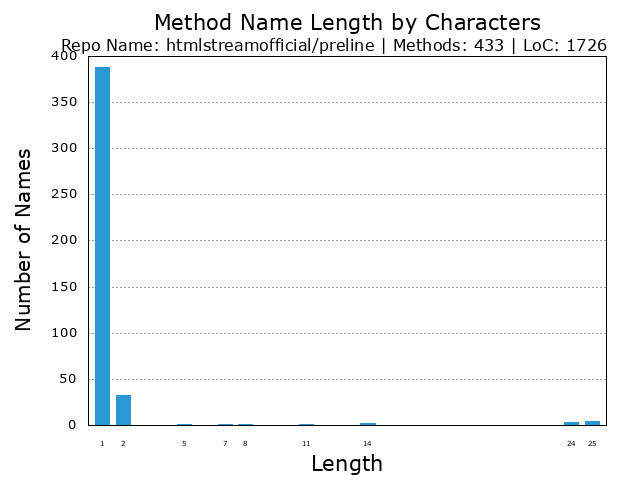 Method Name Length by Characters
Repo Name: htmlstreamofficial/preline | Methods: 433 | LoC: 1726
Number of Names
400
350
300
250
200
150
100
50
0
1 2 5 7 8 11 14 24 25
Length